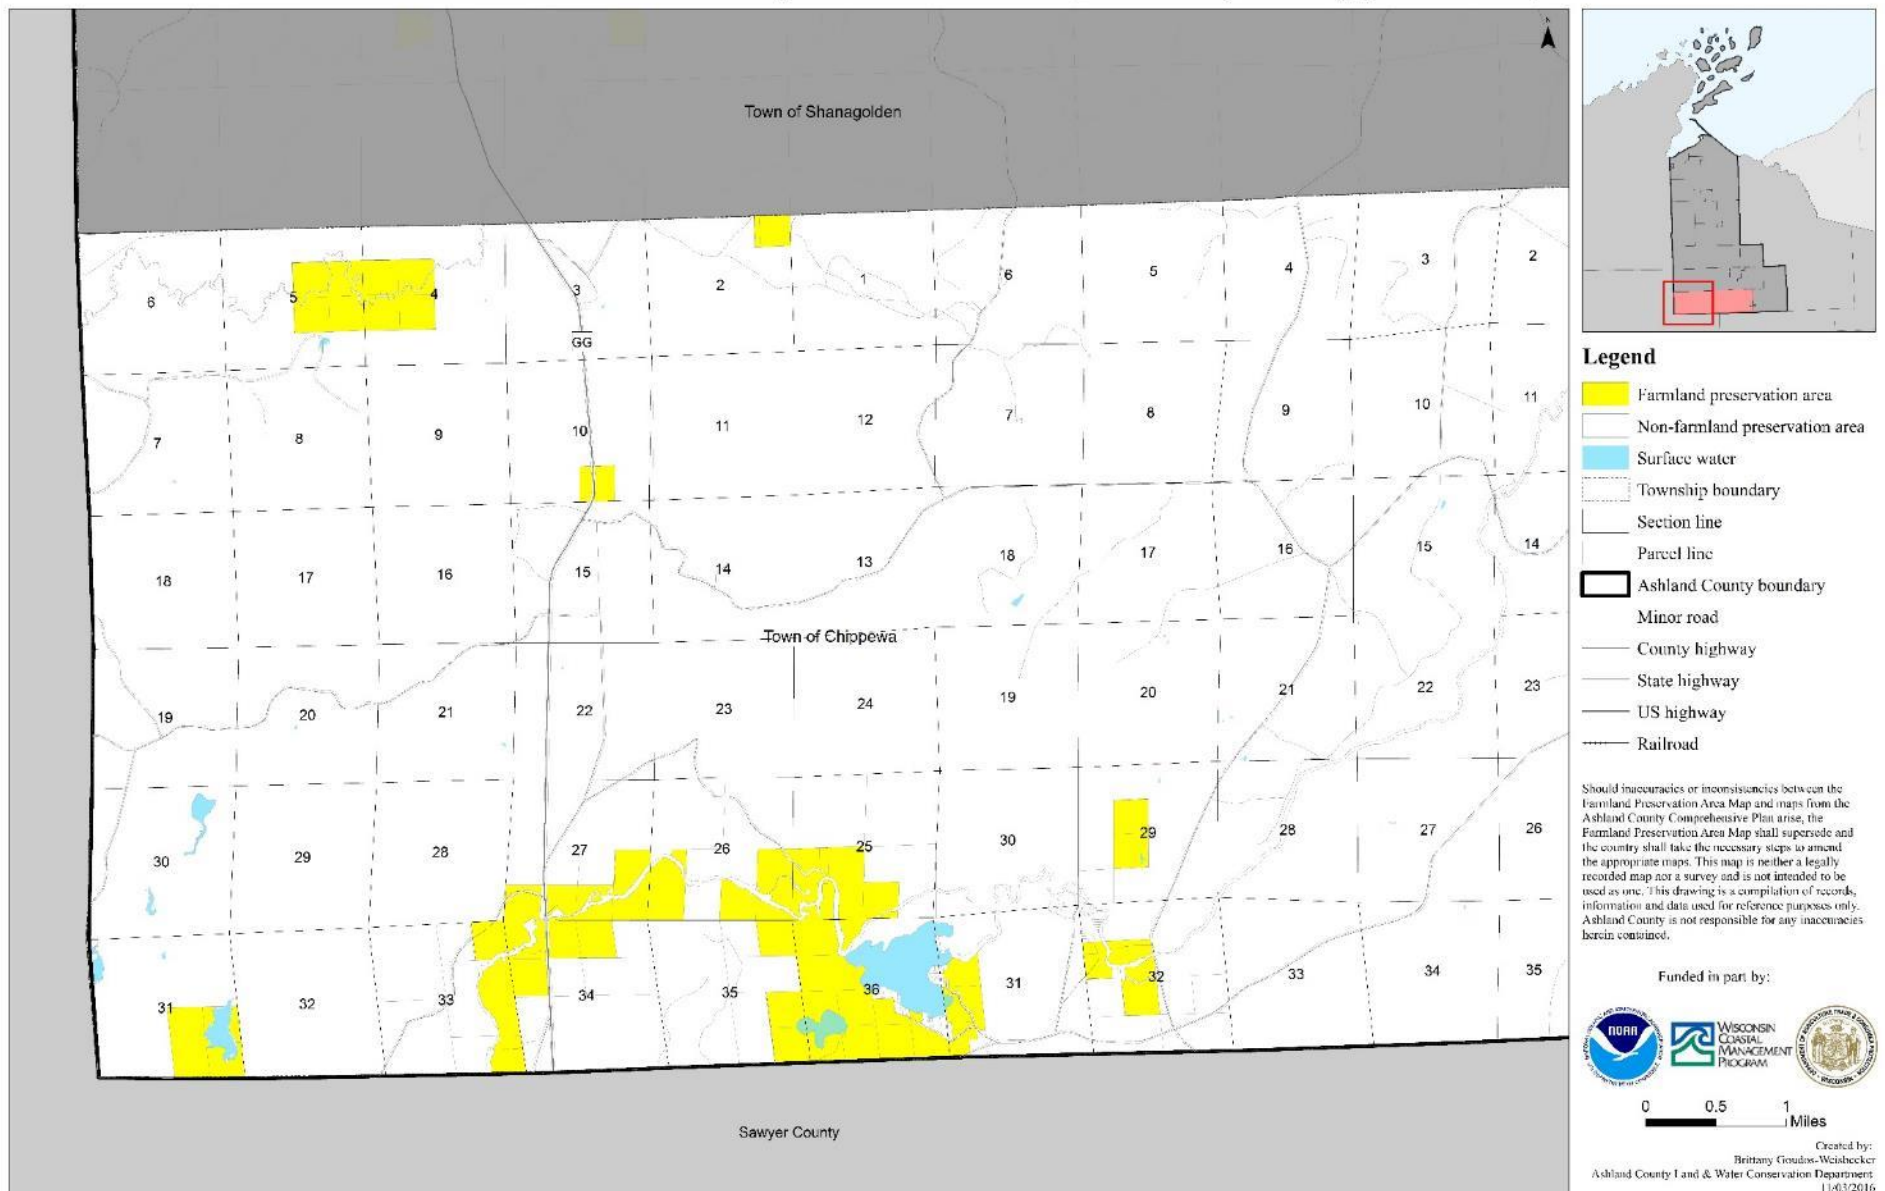 Town of Shanagolden
6
5
4
3
2
1
6
5
4
3
2
GG
7
8
9
10
11
12
7
8
9
10
11
18
17
16
15
14
13
18
17
16
15
14
Town of Chippewa
19
20
21
22
23
24
19
20
21
22
23
30
29
28
27
26
25
30
29
28
27
26
31
32
33
34
35
36
31
32
33
34
35
Sawyer County
N
Legend
Farmland preservation area
Non-farmland preservation area
Surface water
Township boundary
Section line
Parcel line
Ashland County boundary
Minor road
County highway
State highway
US highway
Railroad
Should inaccuracies or inconsistencies between the
Farmland Preservation Area Map and maps from the
Ashland County Comprehensive Plan arise, the
Farmland Preservation Area Map shall supersede and
the country shall take the necessary steps to amend
the appropriate maps. This map is neither a legally
recorded map nor a survey and is not intended to be
used as one. This drawing is a compilation of records,
information and data used for reference purposes only.
Ashland County is not responsible for any inaccuracies
herein contained.
Funded in part by:
NOAA
WISCONSIN
COASTAL
MANAGEMENT
PROGRAM
0 0.5 1
Miles
Created by:
Brittany Goudos-Weisbecker
Ashland County Land & Water Conservation Department
11/03/2016